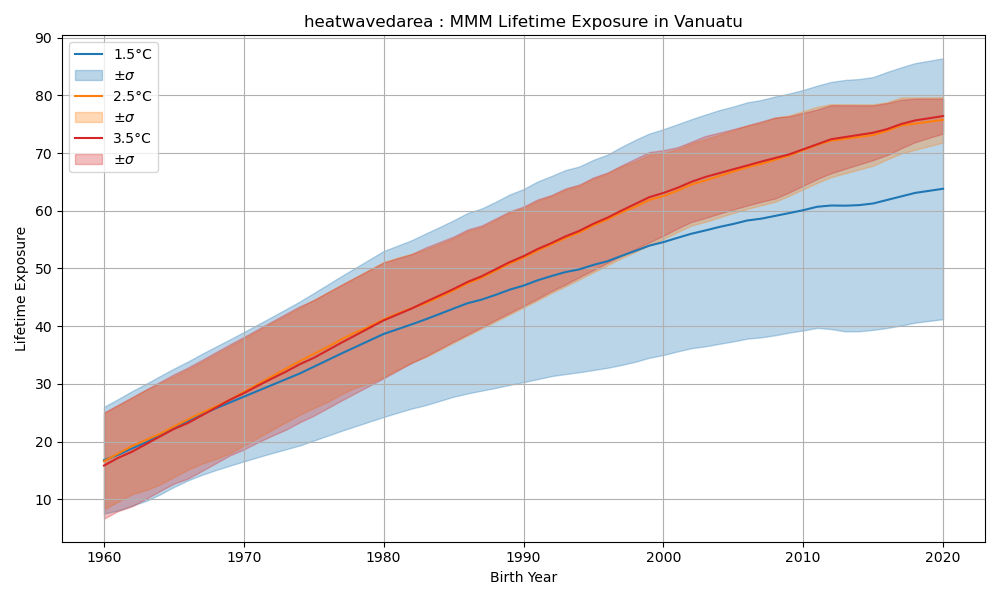 heatwavedarea : MMM Lifetime Exposure in Vanuatu
90
80
70
60
50
40
30
20
10
Lifetime Exposure
1.5°C
±σ
2.5°C
±σ
3.5°C
±σ
1960
1970
1980
1990
2000
2010
2020
Birth Year